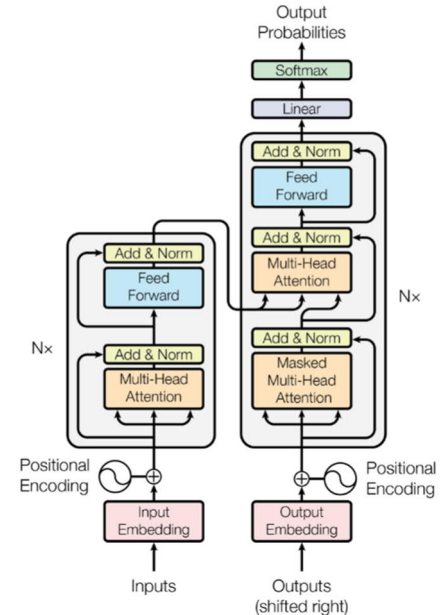 Output
Probabilities
Softmax
Linear
Add & Norm
Feed
Forward
Add & Norm
Multi-Head
Attention
Nx
Add & Norm
Masked
Multi-Head
Attention
Add & Norm
Feed
Forward
Nx
Add & Norm
Multi-Head
Attention
Positional
Encoding
Positional
Encoding
Input
Embedding
Output
Embedding
Inputs
Outputs
(shifted right)